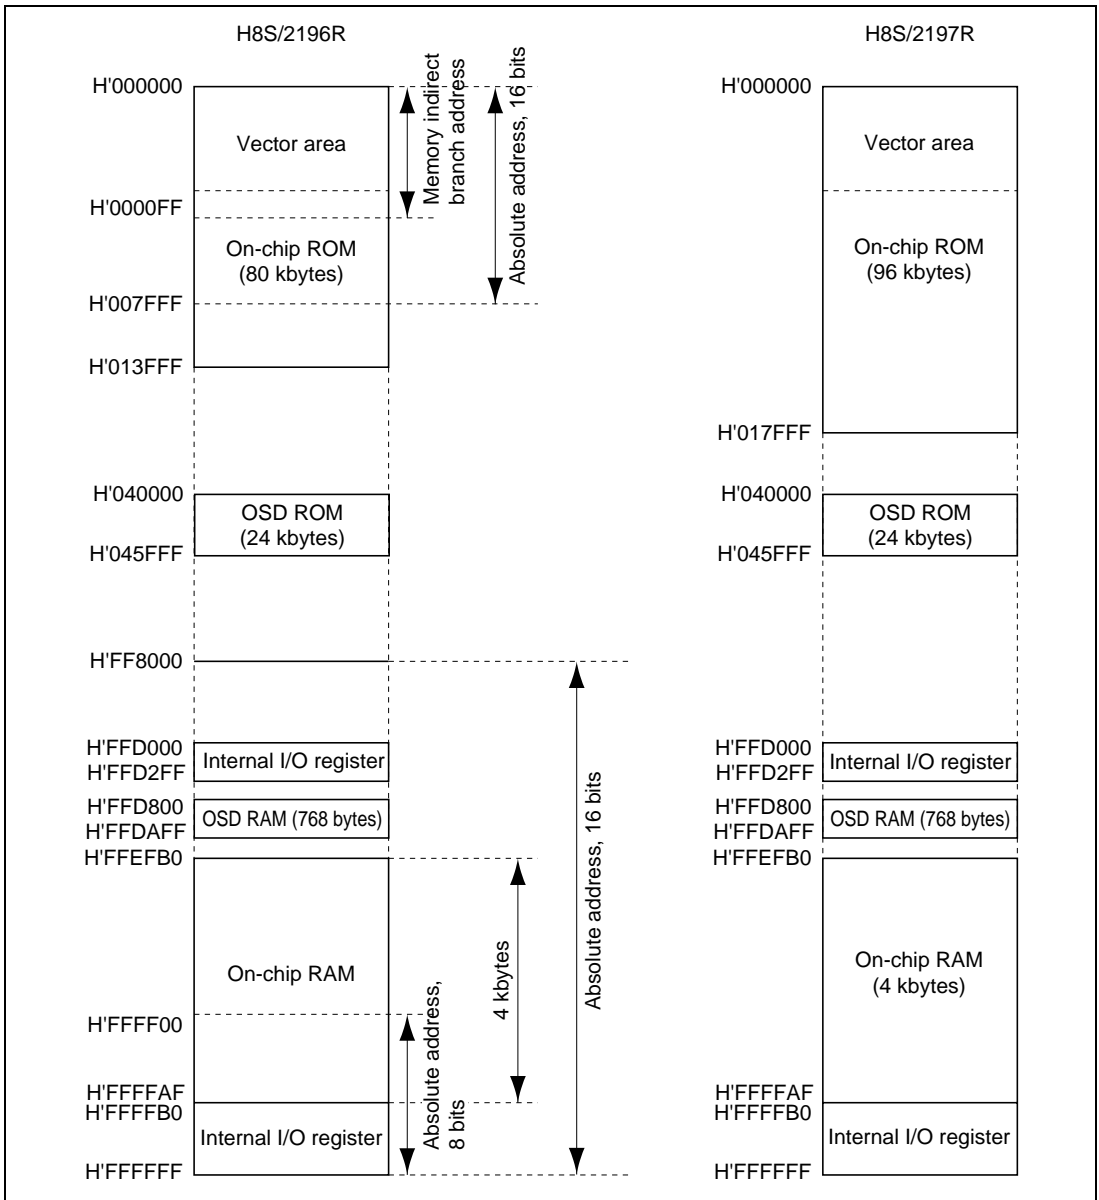 H8S/2196R
H'000000
Vector area
H'0000FF
On-chip ROM
(80 kbytes)
H'007FFF
H'013FFF
Memory indirect
branch address
Absolute address, 16 bits
H'040000
OSD ROM
(24 kbytes)
H'045FFF
H'FF8000
H'FFD000
Internal I/O register
H'FFD2FF
H'FFD800
OSD RAM (768 bytes)
H'FFDAFF
H'FFEFB0
On-chip RAM
H'FFFF00
H'FFFFAF
H'FFFFB0
Internal I/O register
H'FFFFFF
Absolute address,
8 bits
4 kbytes
Absolute address, 16 bits
H8S/2197R
H'000000
Vector area
On-chip ROM
(96 kbytes)
H'017FFF
H'040000
OSD ROM
(24 kbytes)
H'045FFF
H'FFD000
Internal I/O register
H'FFD2FF
H'FFD800
OSD RAM (768 bytes)
H'FFDAFF
H'FFEFB0
On-chip RAM
(4 kbytes)
H'FFFFAF
H'FFFFB0
Internal I/O register
H'FFFFFF